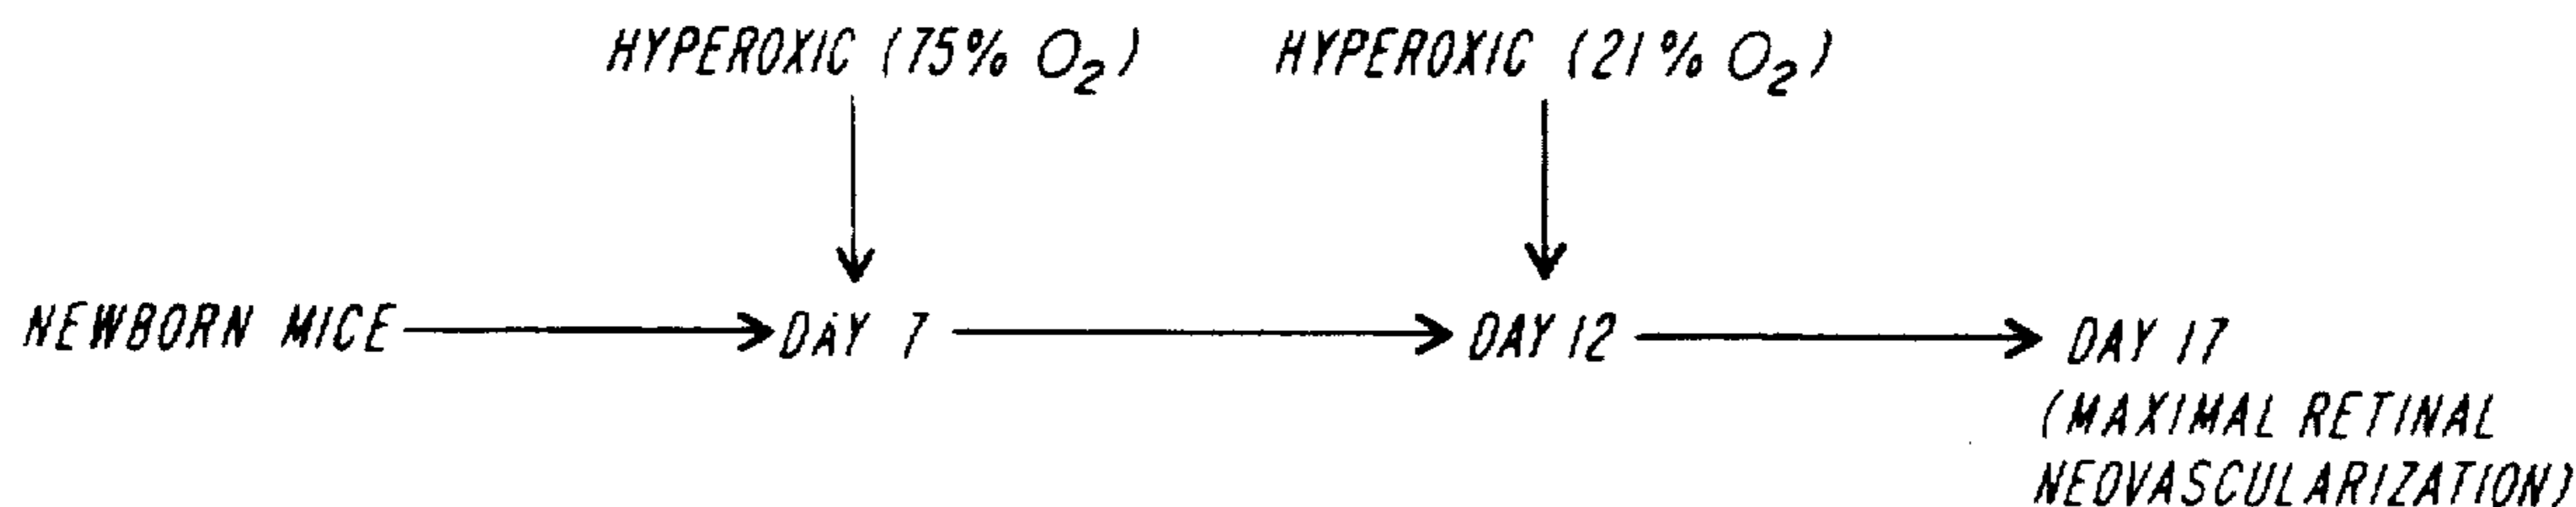 HYPEROXIC (75% O₂) HYPEROXIC (21% O₂)
NEWBORN MICE DAY 7 DAY 12 DAY 17
(MAXIMAL RETINAL
NEOVASCULARIZATION)